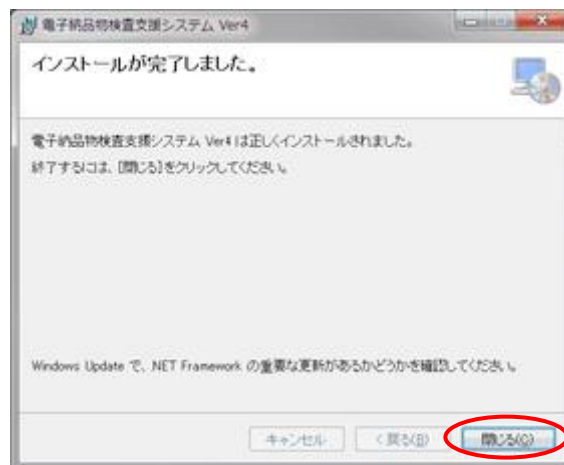 電子納品物検査支援システム Ver4
インストールが完了しました。
電子納品物検査支援システム Ver4 は正しくインストールされました。
終了するには、[閉じる]をクリックしてください。
Windows Update で、.NET Framework の重要な更新があるかどうかを確認してください。
キャンセル
< 戻る(B)
閉じる(C)